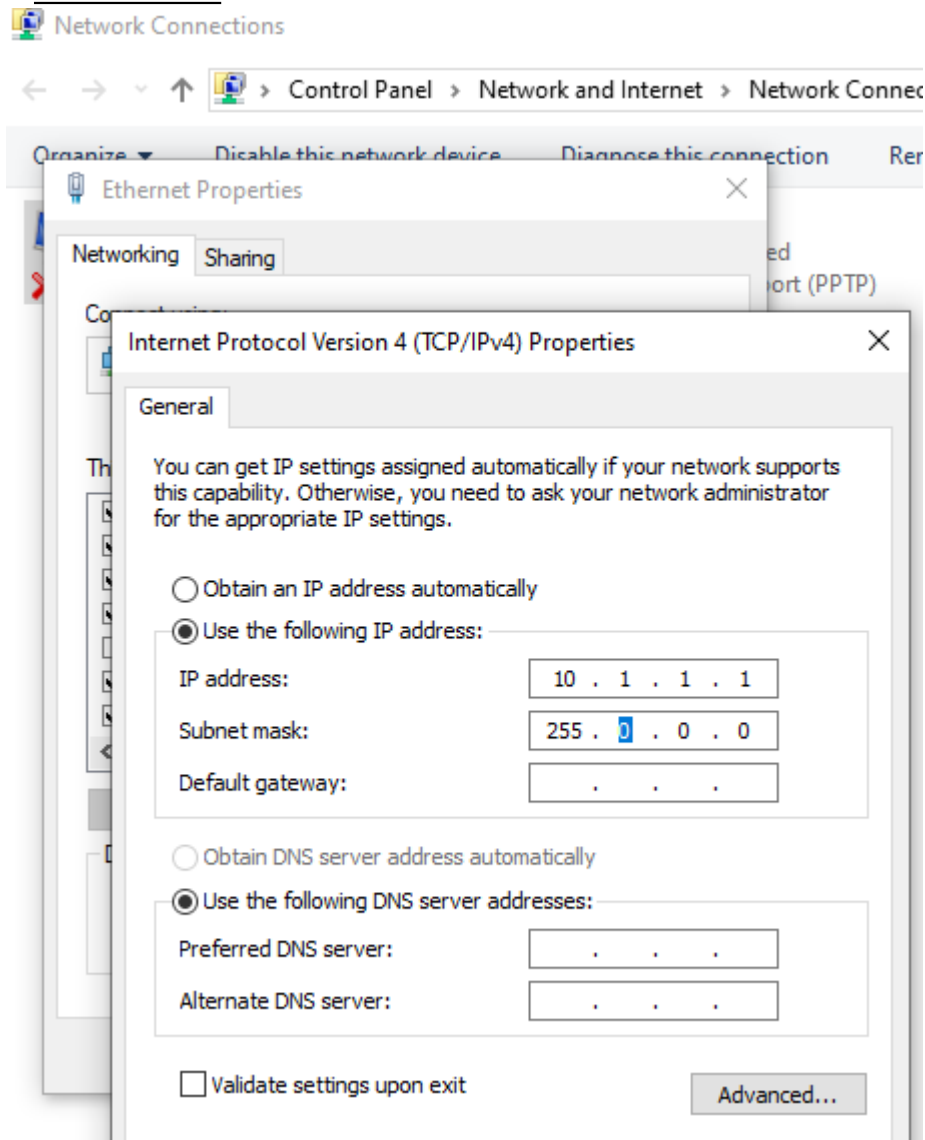 Network Connections
Control Panel > Network and Internet > Network Connec
Organize Disable this network device Diagnose this connection Rer
Ethernet Properties
Networking Sharing
ed
port (PPTP)
Internet Protocol Version 4 (TCP/IPv4) Properties
General
Th
You can get IP settings assigned automatically if your network supports
this capability. Otherwise, you need to ask your network administrator
for the appropriate IP settings.
Obtain an IP address automatically
Use the following IP address:
IP address: 10 . 1 . 1 . 1
Subnet mask: 255 . 0 . 0 . 0
Default gateway: . . .
Obtain DNS server address automatically
Use the following DNS server addresses:
Preferred DNS server: . . .
Alternate DNS server: . . .
Validate settings upon exit
Advanced...